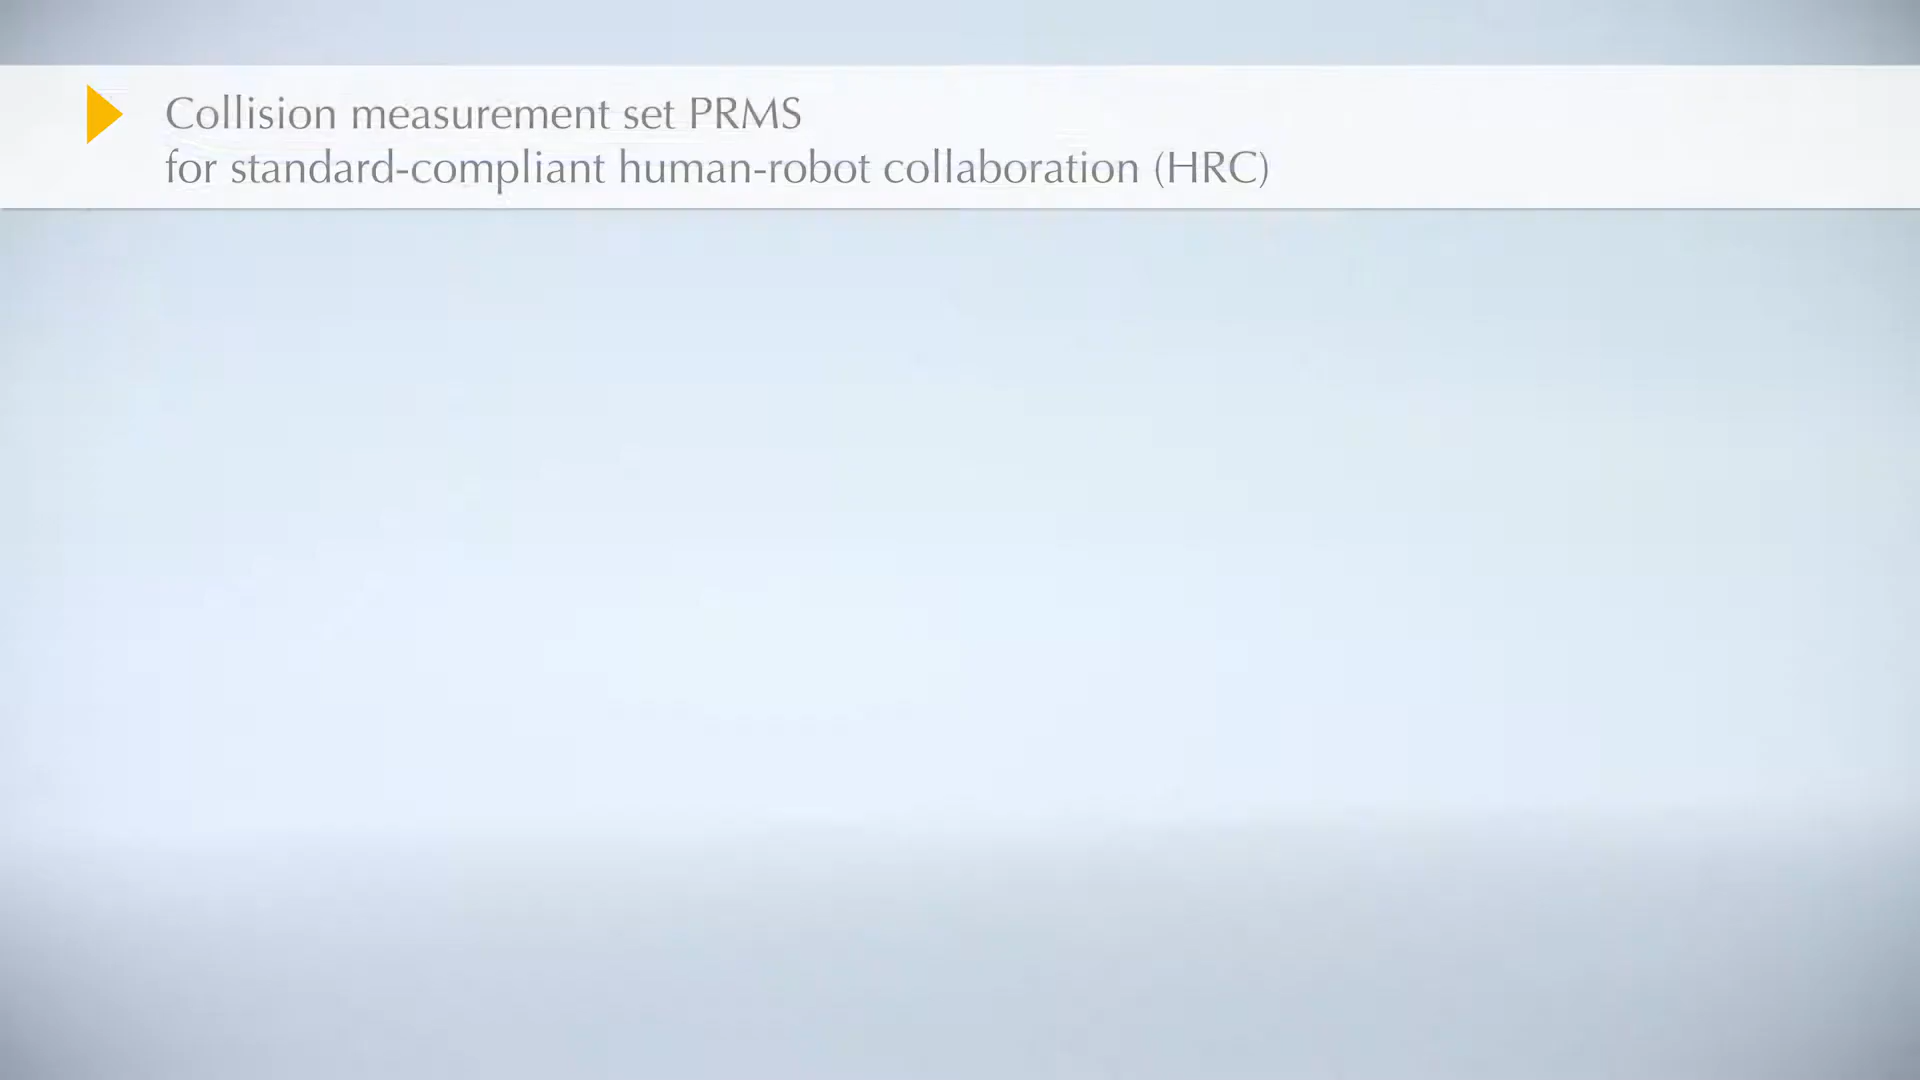 Collision measurement set PRMS
for standard-compliant human-robot collaboration (HRC)